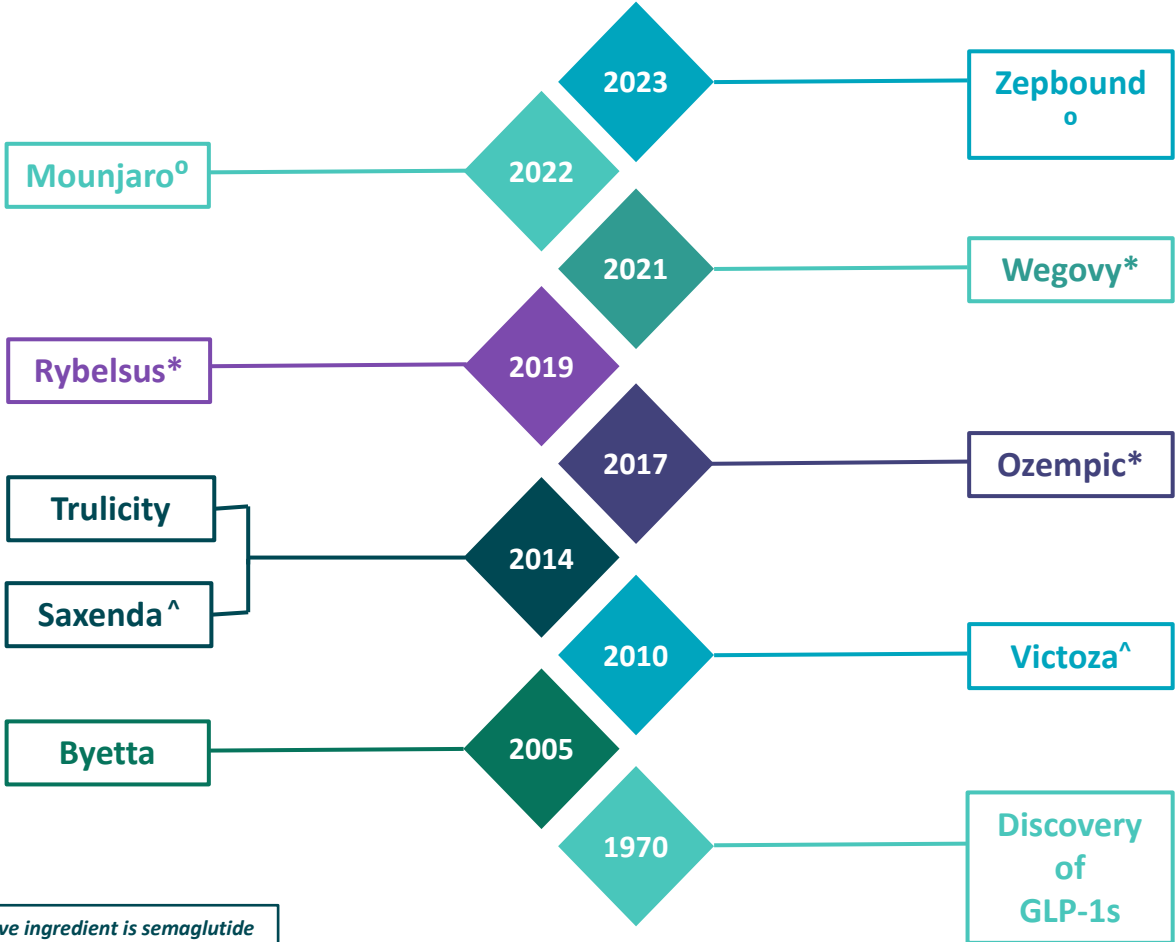 2023
Zepbound
o
Mounjaroº
2022
2021
Wegovy*
Rybelsus*
2019
2017
Ozempic*
Trulicity
2014
Saxenda ^
2010
Victoza^
Byetta
2005
1970
Discovery
of
GLP-1s
ingredient is semaglutide